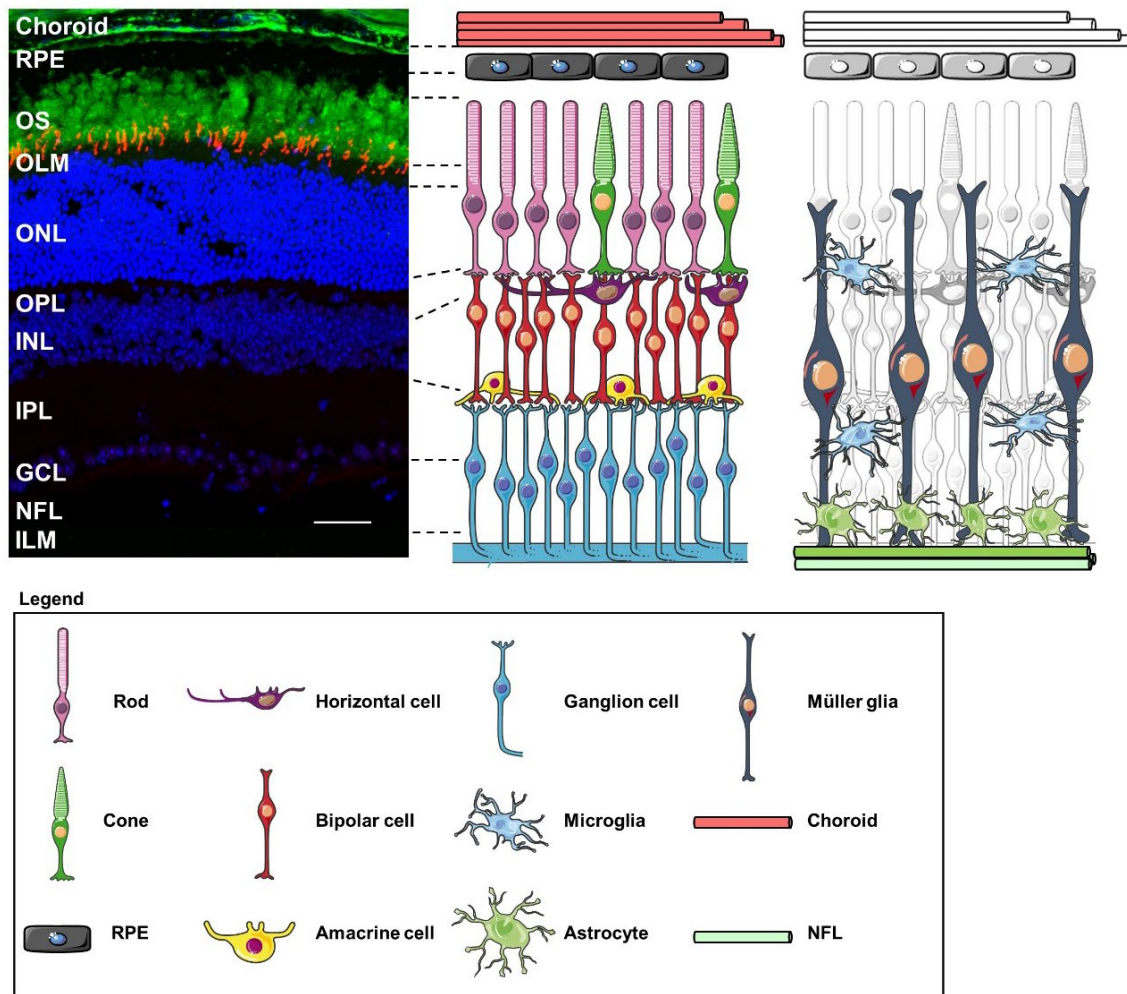 Choroid
RPE
OS
OLM
ONL
OPL
INL
IPL
GCL
NFL
ILM
Legend
Rod
Horizontal cell
Ganglion cell
Müller glia
Cone
Bipolar cell
Microglia
Choroid
RPE
Amacrine cell
Astrocyte
NFL